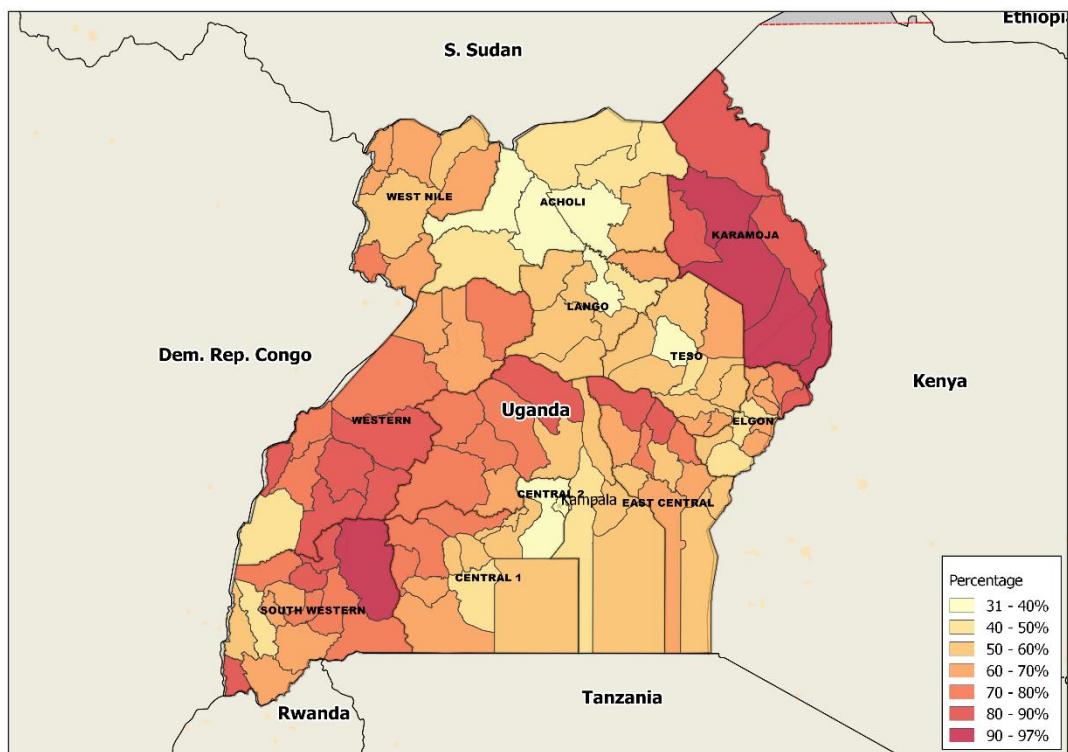 Ethiopia
S. Sudan
WEST NILE
ACHOLI
KARAMOJA
LANGO
Dem. Rep. Congo
TESO
Kenya
Uganda
WESTERN
ELGON
CENTRAL 2
Kampala
EAST CENTRAL
CENTRAL 1
SOUTH WESTERN
Rwanda
Tanzania
Percentage
31 - 40%
40 - 50%
50 - 60%
60 - 70%
70 - 80%
80 - 90%
90 - 97%